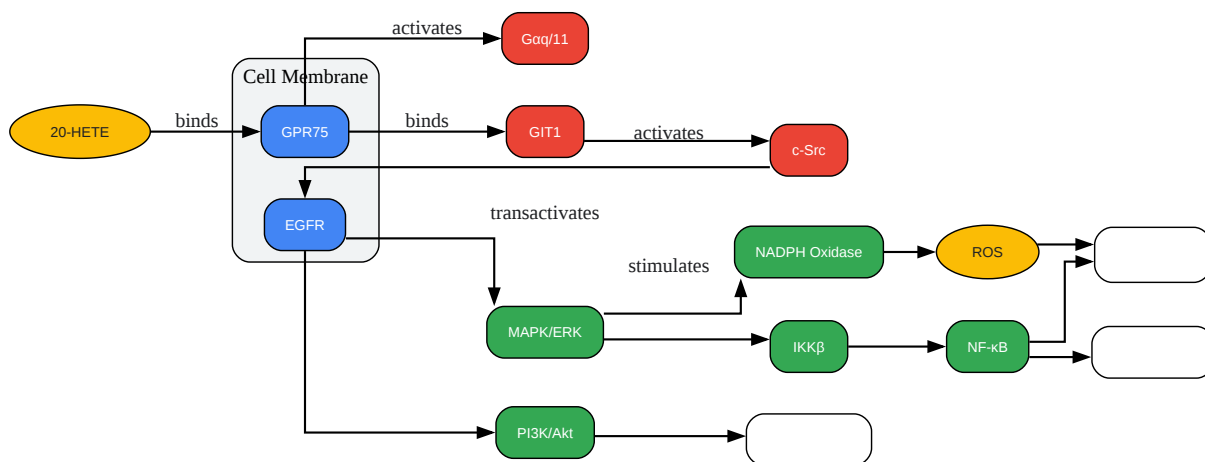 activates
Gαq/11
Cell Membrane
20-HETE
binds
GPR75
binds
GIT1
activates
c-Src
EGFR
transactivates
NADPH Oxidase
ROS
stimulates
MAPK/ERK
IKKβ
NF-κB
PI3K/Akt